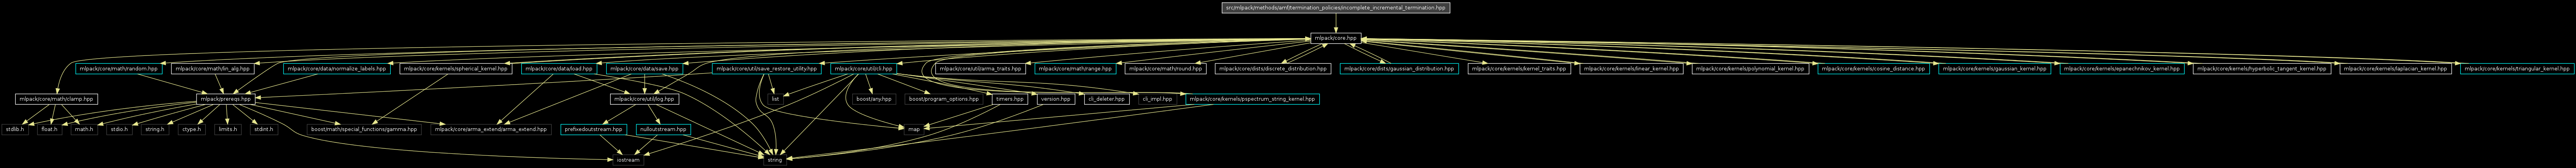 src/mlpack/methods/amf/termination_policies/incomplete_incremental_termination.hpp
mlpack/core.hpp
mlpack/core/math/random.hpp
mlpack/core/math/lin_alg.hpp
mlpack/core/data/normalize_labels.hpp
mlpack/core/kernels/spherical_kernel.hpp
mlpack/core/data/load.hpp
mlpack/core/data/save.hpp
mlpack/core/util/save_restore_utility.hpp
mlpack/core/util/cli.hpp
mlpack/core/util/arma_traits.hpp
mlpack/core/math/range.hpp
mlpack/core/math/round.hpp
mlpack/core/dists/discrete_distribution.hpp
mlpack/core/dists/gaussian_distribution.hpp
mlpack/core/kernels/kernel_traits.hpp
mlpack/core/kernels/linear_kernel.hpp
mlpack/core/kernels/polynomial_kernel.hpp
mlpack/core/kernels/cosine_distance.hpp
mlpack/core/kernels/gaussian_kernel.hpp
mlpack/core/kernels/epanechnikov_kernel.hpp
mlpack/core/kernels/hyperbolic_tangent_kernel.hpp
mlpack/core/kernels/laplacian_kernel.hpp
mlpack/core/kernels/triangular_kernel.hpp
mlpack/core/math/clamp.hpp
mlpack/prereqs.hpp
mlpack/core/util/log.hpp
list
boost/any.hpp
boost/program_options.hpp
timers.hpp
version.hpp
cli_deleter.hpp
cli_impl.hpp
mlpack/core/kernels/pspectrum_string_kernel.hpp
stdlib.h
float.h
math.h
stdio.h
string.h
ctype.h
limits.h
stdint.h
boost/math/special_functions/gamma.hpp
mlpack/core/arma_extend/arma_extend.hpp
prefixedoutstream.hpp
nulloutstream.hpp
map
iostream
string